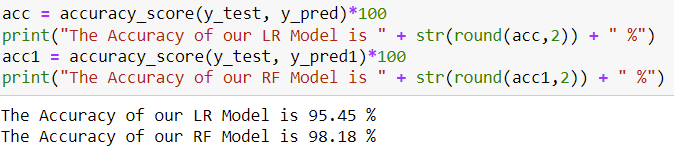 acc = accuracy_score(y_test, y_pred)*100
print("The Accuracy of our LR Model is " + str(round(acc,2)) + " %")
acc1 = accuracy_score(y_test, y_pred1)*100
print("The Accuracy of our RF Model is " + str(round(acc1,2)) + " %")
The Accuracy of our LR Model is 95.45 %
The Accuracy of our RF Model is 98.18 %